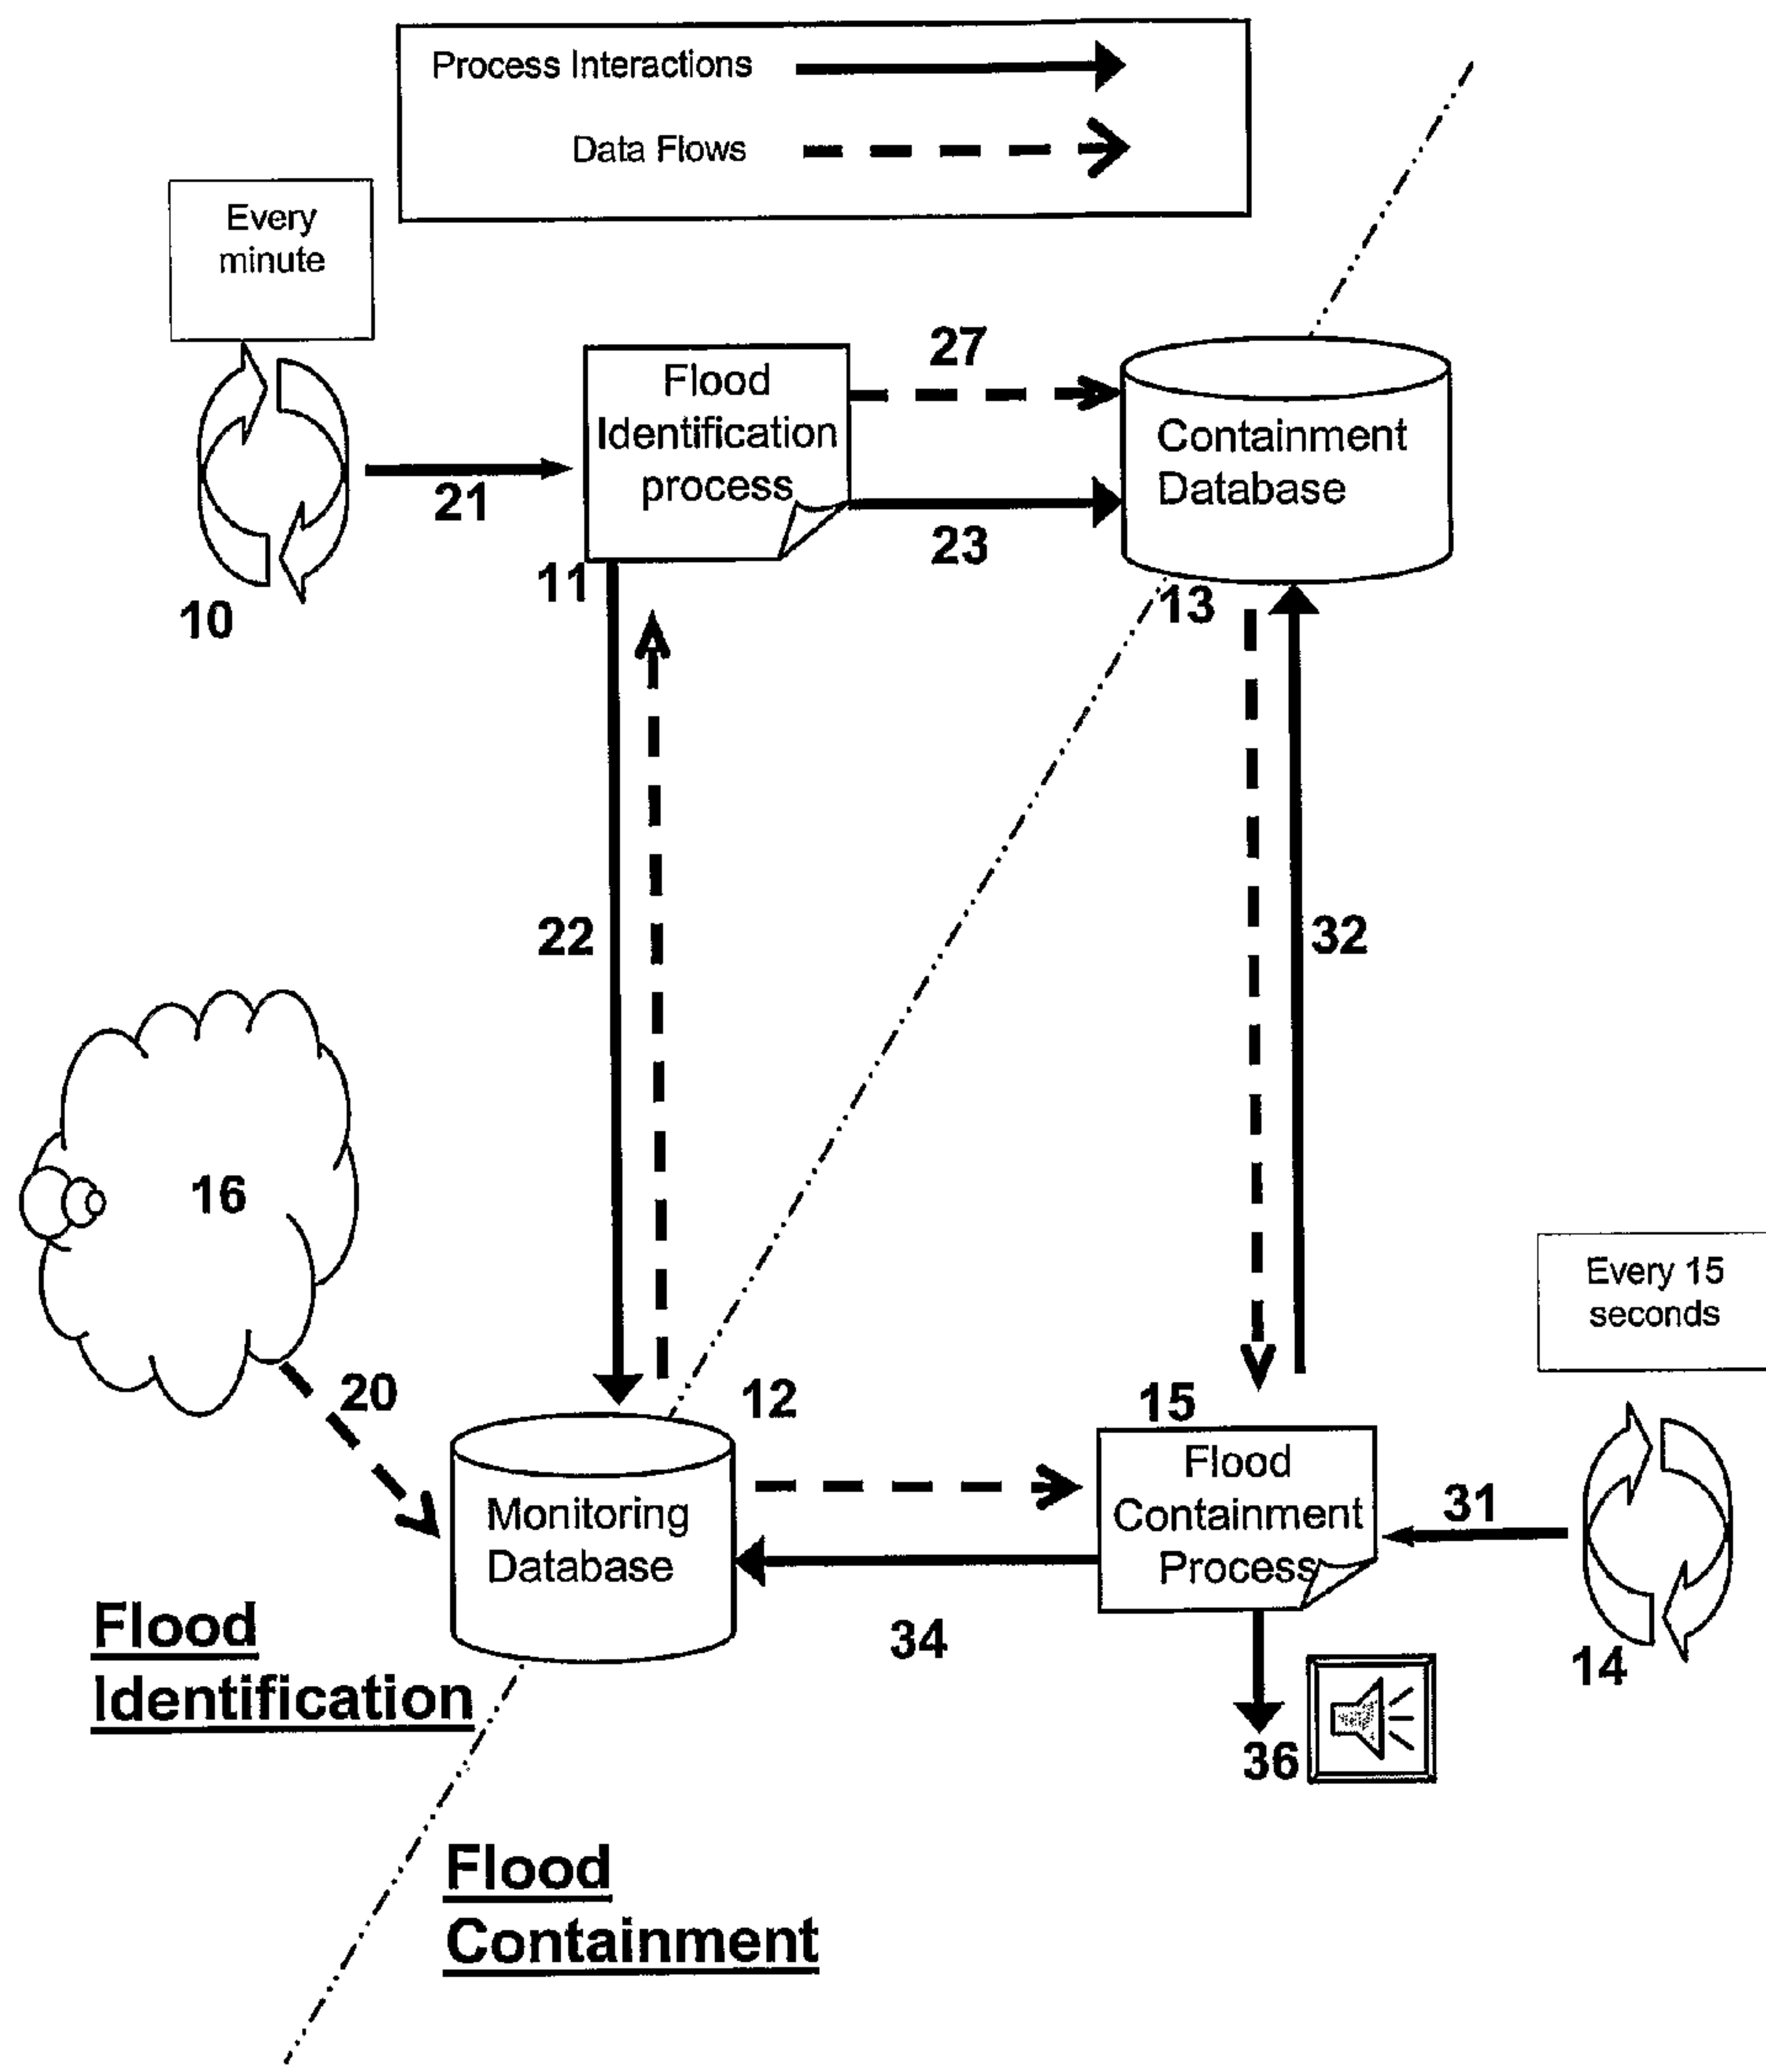 Process Interactions
Data Flows
Every
minute
27
Flood
Identification
process
Containment
Database
21
23
11
13
10
22
32
16
Every 15
seconds
20
12
15
Flood
Containment
Process
31
Monitoring
Database
34
14
Flood
Identification
36
Flood
Containment